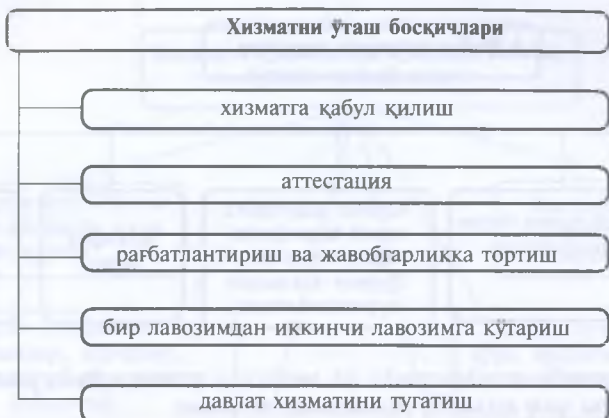 Хизматни ўташ босқичлари
хизматга қабул қилиш
аттестация
рағбатлантириш ва жавобгарликка тортиш
бир лавозимдан иккинчи лавозимга кўтариш
давлат хизматини тугатиш